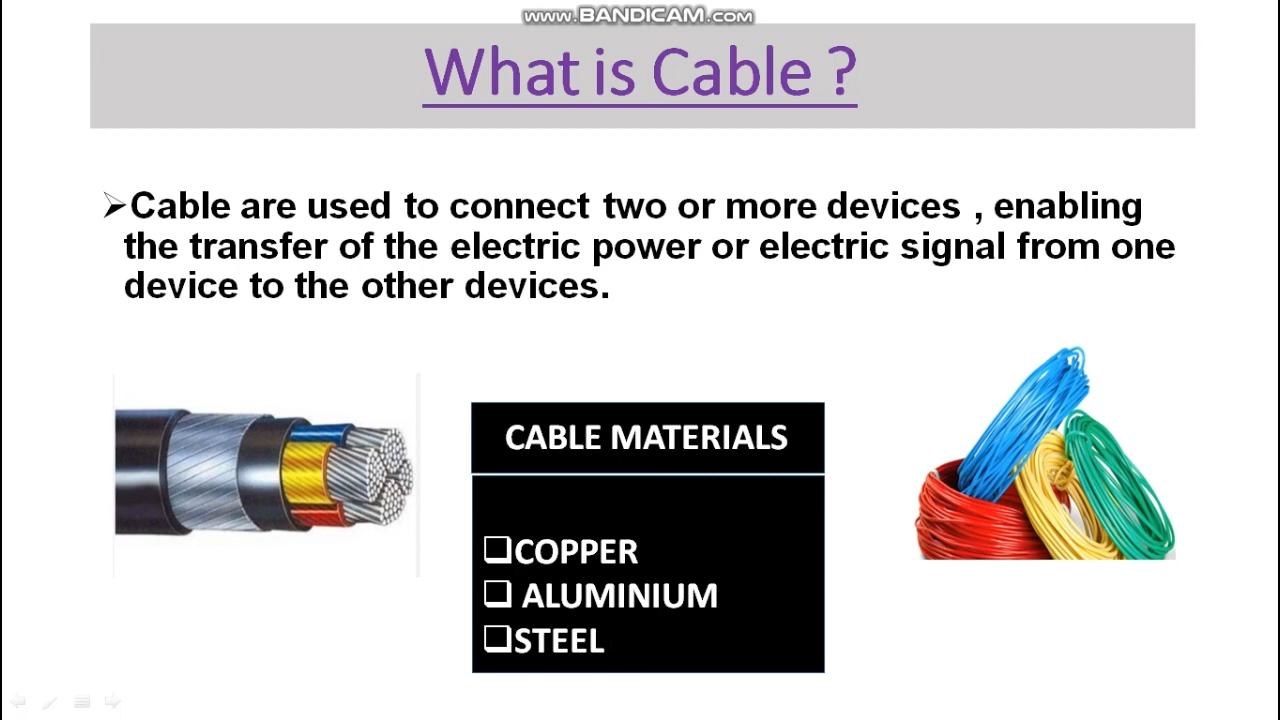 www.BANDICAM.com
What is Cable ?
➢Cable are used to connect two or more devices , enabling
the transfer of the electric power or electric signal from one
device to the other devices.
CABLE MATERIALS
❑COPPER
❑ ALUMINIUM
❑STEEL